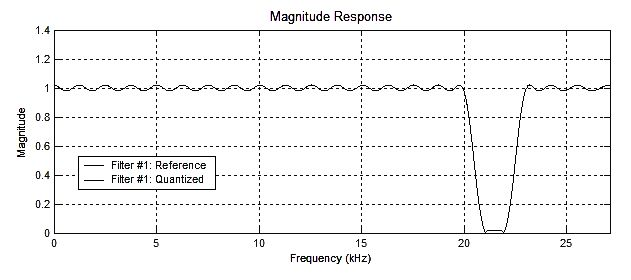 Magnitude Response
1.4
1.2
1
0.8
0.6
0.4
0.2
0
Magnitude
Filter #1: Reference
Filter #1: Quantized
0 5 10 15 20 25
Frequency (kHz)